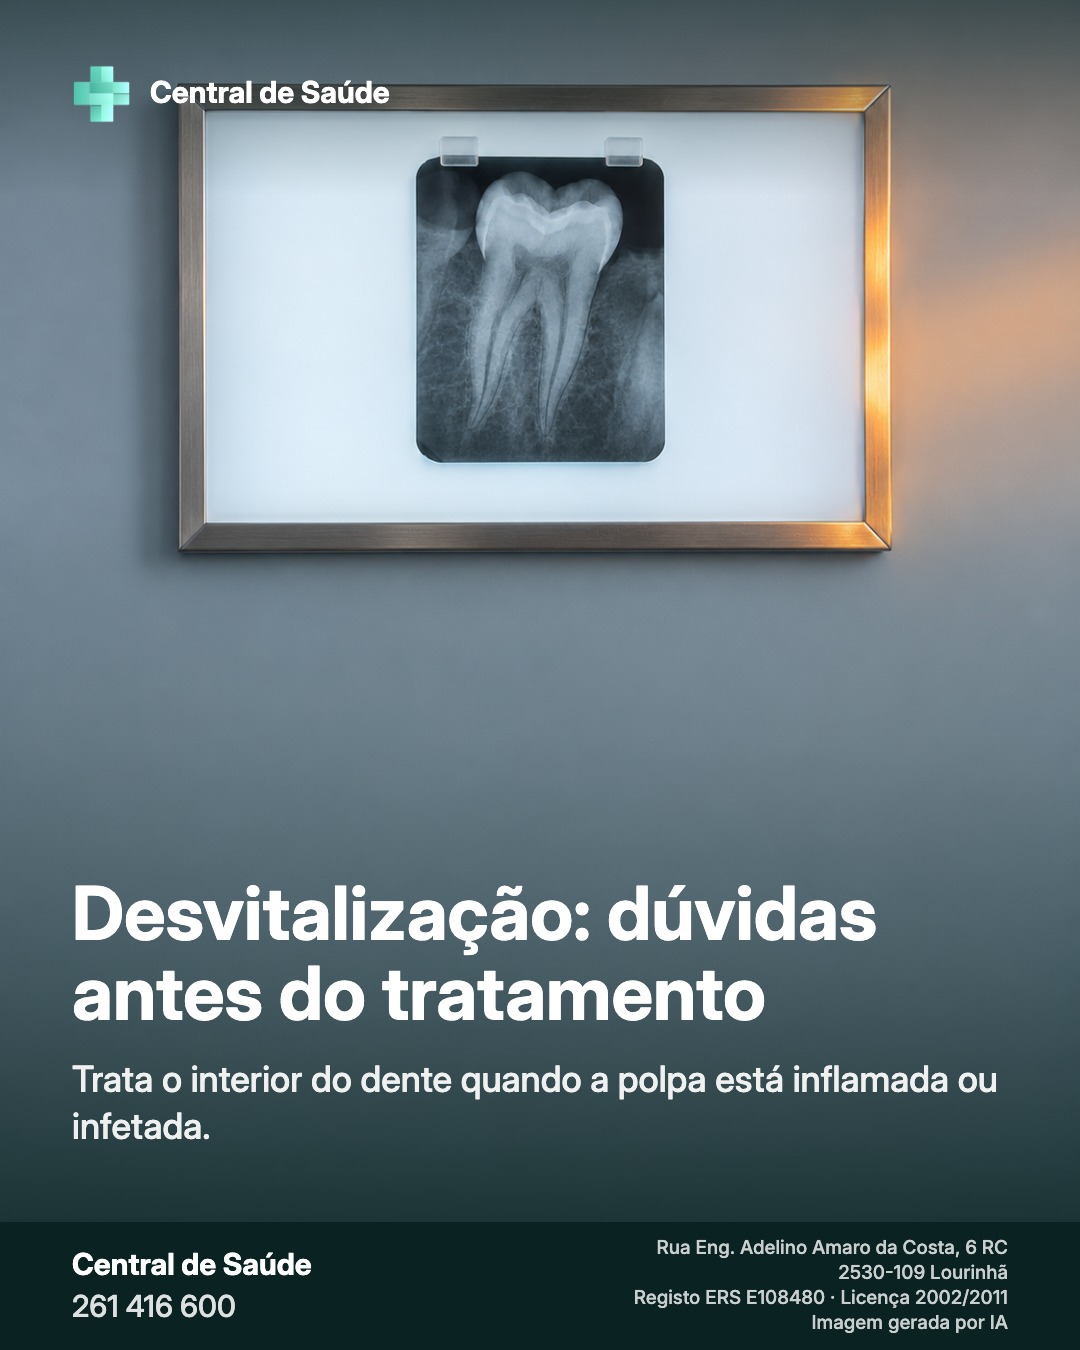 Central de Saúde
Desvitalização: dúvidas
antes do tratamento
Trata o interior do dente quando a polpa está inflamada ou
infetada.
Central de Saúde
261 416 600
Rua Eng. Adelino Amaro da Costa, 6 RC
2530-109 Lourinhã
Registo ERS E108480 · Licença 2002/2011
Imagem gerada por IA